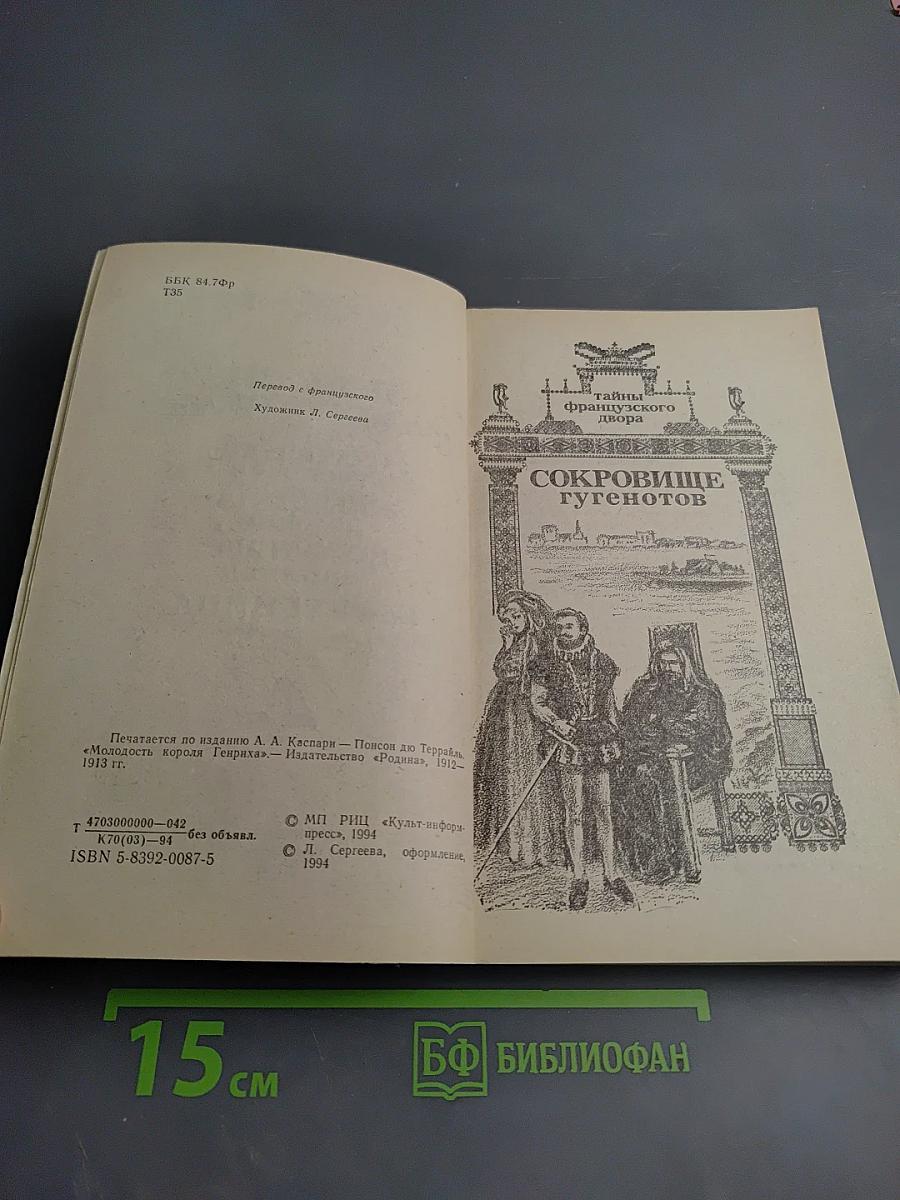 ББК 84.7Фр
Т35
Перевод с французского
Художник Л. Сергеева
Печатается по изданию А. А. Каспари — Понсон дю Террайль.
«Молодость короля Генриха».— Издательство «Родина», 1912—
1913 гг.
Т 4703000000—042
К70(03)—94 без объявл.
ISBN 5-8392-0087-5
© МП РИЦ «Культ-информ-
пресс», 1994
© Л. Сергеева, оформление,
1994
тайны
французского
двора
СОКРОВИЩЕ
гугенотов
15 см
БФ БИБЛИОФАН